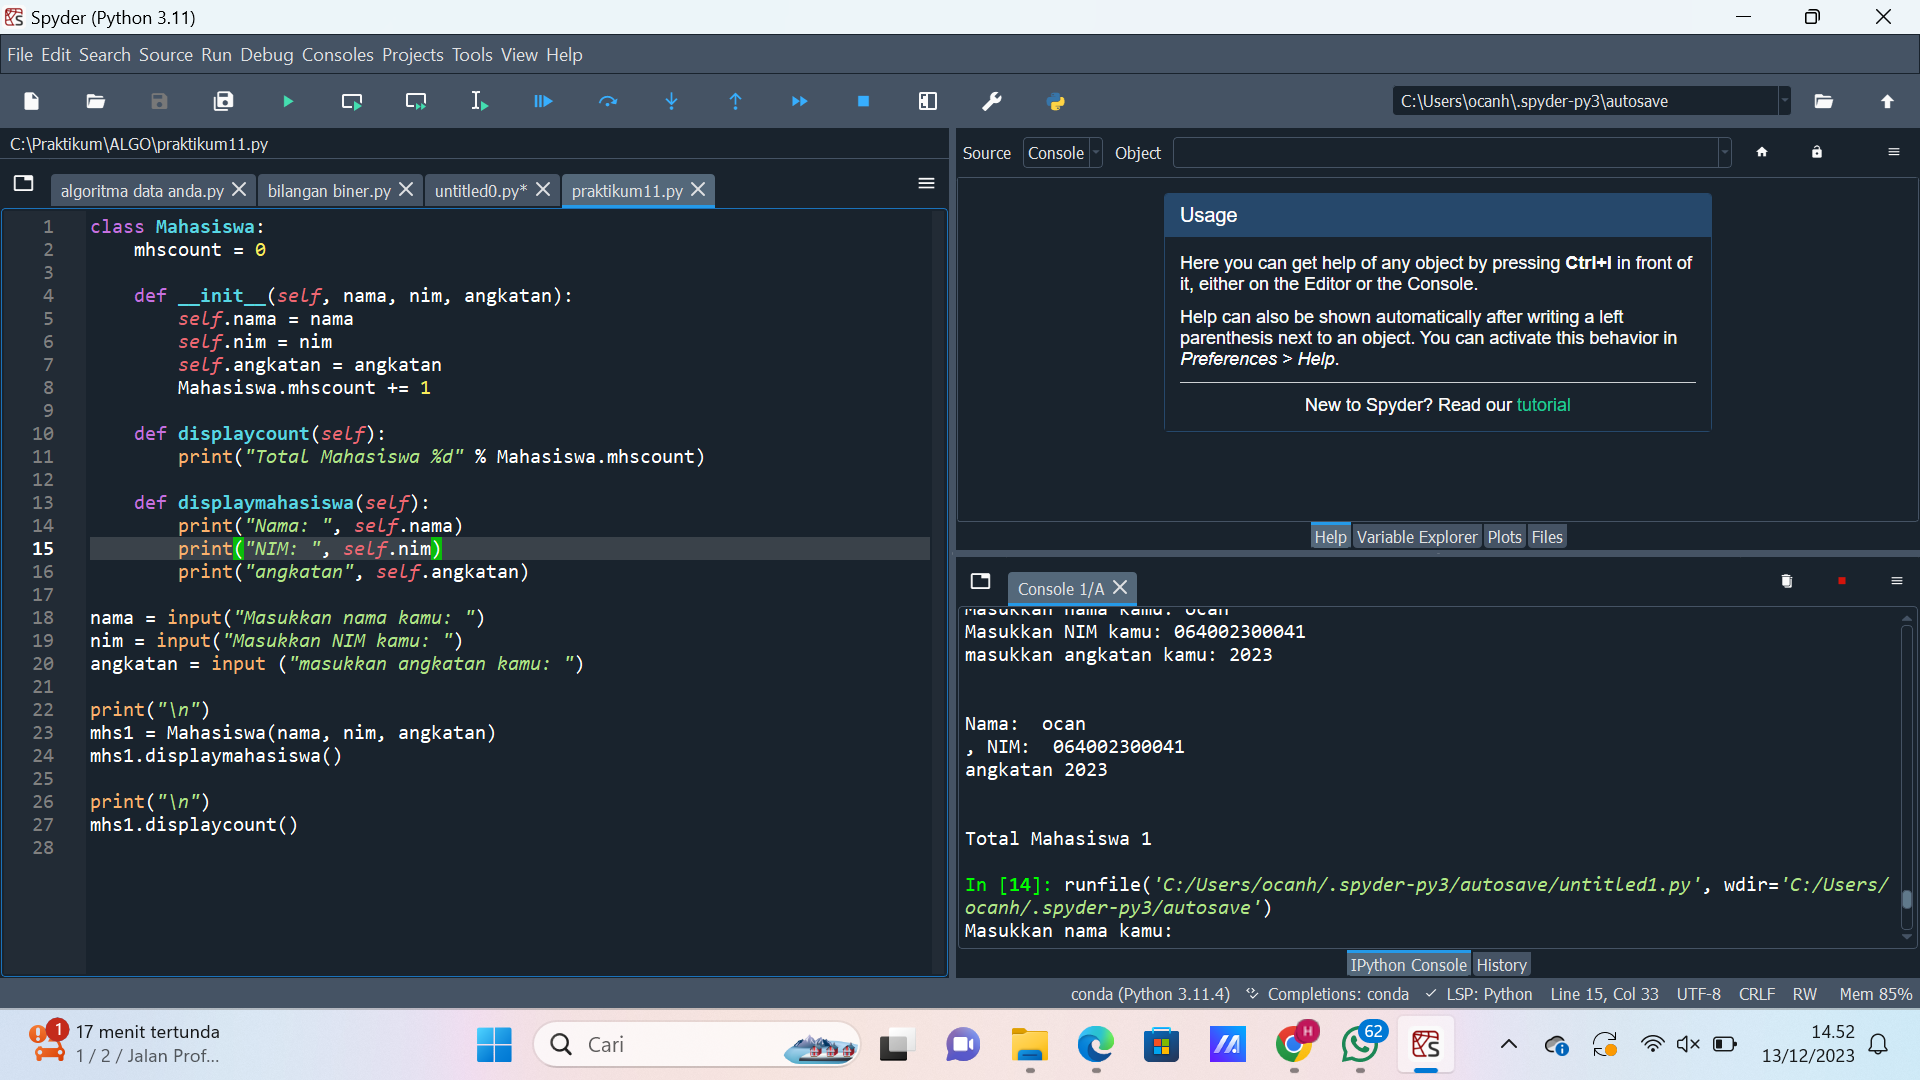 Spyder (Python 3.11)
File Edit Search Source Run Debug Consoles Projects Tools View Help
C:\Users\ocanh\.spyder-py3\autosave
C:\Praktikum\ALGO\praktikum11.py
algoritma data anda.py bilangan biner.py untitled0.py* praktikum11.py
1 class Mahasiswa:
2 mhscount = 0
3
4 def __init__(self, nama, nim, angkatan):
5 self.nama = nama
6 self.nim = nim
7 self.angkatan = angkatan
8 Mahasiswa.mhscount += 1
9
10 def displaycount(self):
11 print("Total Mahasiswa %d" % Mahasiswa.mhscount)
12
13 def displaymahasiswa(self):
14 print("Nama: ", self.nama)
15 print("NIM: ", self.nim)
16 print("angkatan", self.angkatan)
17
18 nama = input("Masukkan nama kamu: ")
19 nim = input("Masukkan NIM kamu: ")
20 angkatan = input ("masukkan angkatan kamu: ")
21
22 print("\n")
23 mhs1 = Mahasiswa(nama, nim, angkatan)
24 mhs1.displaymahasiswa()
25
26 print("\n")
27 mhs1.displaycount()
28
Source Console Object
Usage
Here you can get help of any object by pressing Ctrl+I in front of
it, either on the Editor or the Console.
Help can also be shown automatically after writing a left
parenthesis next to an object. You can activate this behavior in
Preferences > Help.
New to Spyder? Read our tutorial
Help Variable Explorer Plots Files
Console 1/A
Masukkan nama kamu: ocan
Masukkan NIM kamu: 064002300041
masukkan angkatan kamu: 2023
Nama:  ocan
, NIM:  064002300041
angkatan 2023
Total Mahasiswa 1
In [14]: runfile('C:/Users/ocanh/.spyder-py3/autosave/untitled1.py', wdir='C:/Users/
ocanh/.spyder-py3/autosave')
Masukkan nama kamu:
IPython Console History
conda (Python 3.11.4) Completions: conda LSP: Python Line 15, Col 33 UTF-8 CRLF RW Mem 85%
1
17 menit tertunda
1 / 2 / Jalan Prof...
Cari
H
62
14.52
13/12/2023